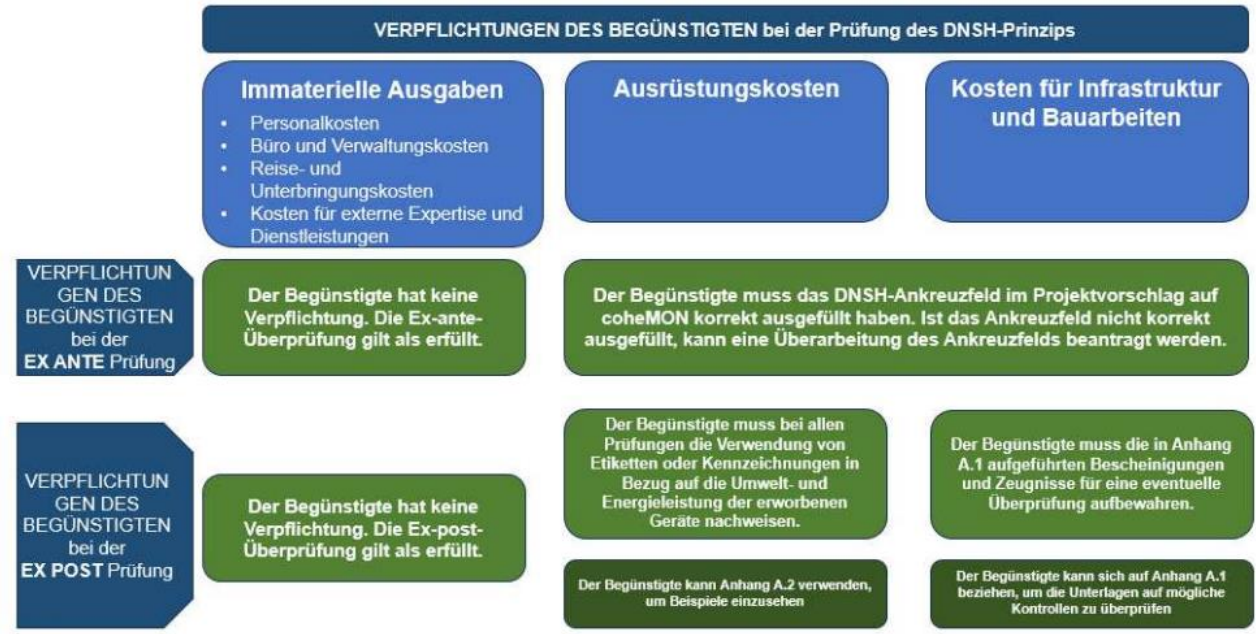 VERPFLICHTUNGEN DES BEGÜNSTIGTEN bei der Prüfung des DNSH-Prinzips
Immaterielle Ausgaben
• Personalkosten
• Büro und Verwaltungskosten
• Reise- und
Unterbringungskosten
• Kosten für externe Expertise und
Dienstleistungen
Ausrüstungskosten
Kosten für Infrastruktur
und Bauarbeiten
VERPFLICHTUN
GEN DES
BEGÜNSTIGTEN
bei der
EX ANTE Prüfung
Der Begünstigte hat keine
Verpflichtung. Die Ex-ante-
Überprüfung gilt als erfüllt.
Der Begünstigte muss das DNSH-Ankreuzfeld im Projektvorschlag auf
coheMON korrekt ausgefüllt haben. Ist das Ankreuzfeld nicht korrekt
ausgefüllt, kann eine Überarbeitung des Ankreuzfelds beantragt werden.
VERPFLICHTUN
GEN DES
BEGÜNSTIGTEN
bei der
EX POST Prüfung
Der Begünstigte hat keine
Verpflichtung. Die Ex-post-
Überprüfung gilt als erfüllt.
Der Begünstigte muss bei allen
Prüfungen die Verwendung von
Etiketten oder Kennzeichnungen in
Bezug auf die Umwelt- und
Energieleistung der erworbenen
Geräte nachweisen.
Der Begünstigte muss die in Anhang
A.1 aufgeführten Bescheinigungen
und Zeugnisse für eine eventuelle
Überprüfung aufbewahren.
Der Begünstigte kann Anhang A.2 verwenden,
um Beispiele einzusehen
Der Begünstigte kann sich auf Anhang A.1
beziehen, um die Unterlagen auf mögliche
Kontrollen zu überprüfen